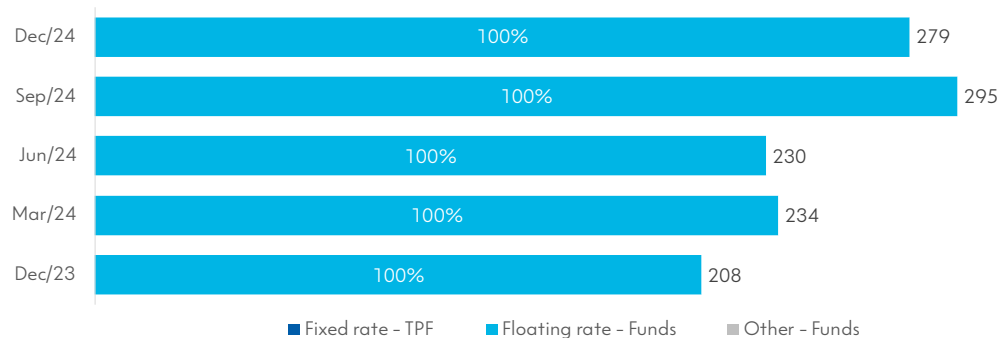 Dec/24 100% 279
Sep/24 100% 295
Jun/24 100% 230
Mar/24 100% 234
Dec/23 100% 208
Fixed rate - TPF Floating rate - Funds Other - Funds